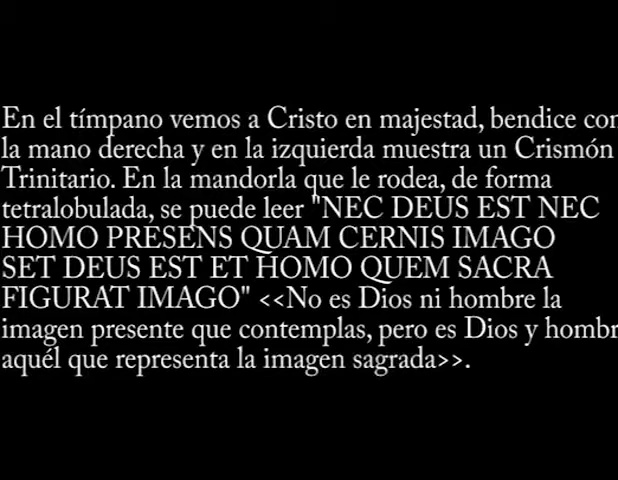 En el tímpano vemos a Cristo en majestad, bendice con
la mano derecha y en la izquierda muestra un Crismón
Trinitario. En la mandorla que le rodea, de forma
tetralobulada, se puede leer "NEC DEUS EST NEC
HOMO PRESENS QUAM CERNIS IMAGO
SET DEUS EST ET HOMO QUEM SACRA
FIGURAT IMAGO" <<No es Dios ni hombre la
imagen presente que contemplas, pero es Dios y hombr
aquél que representa la imagen sagrada>>.